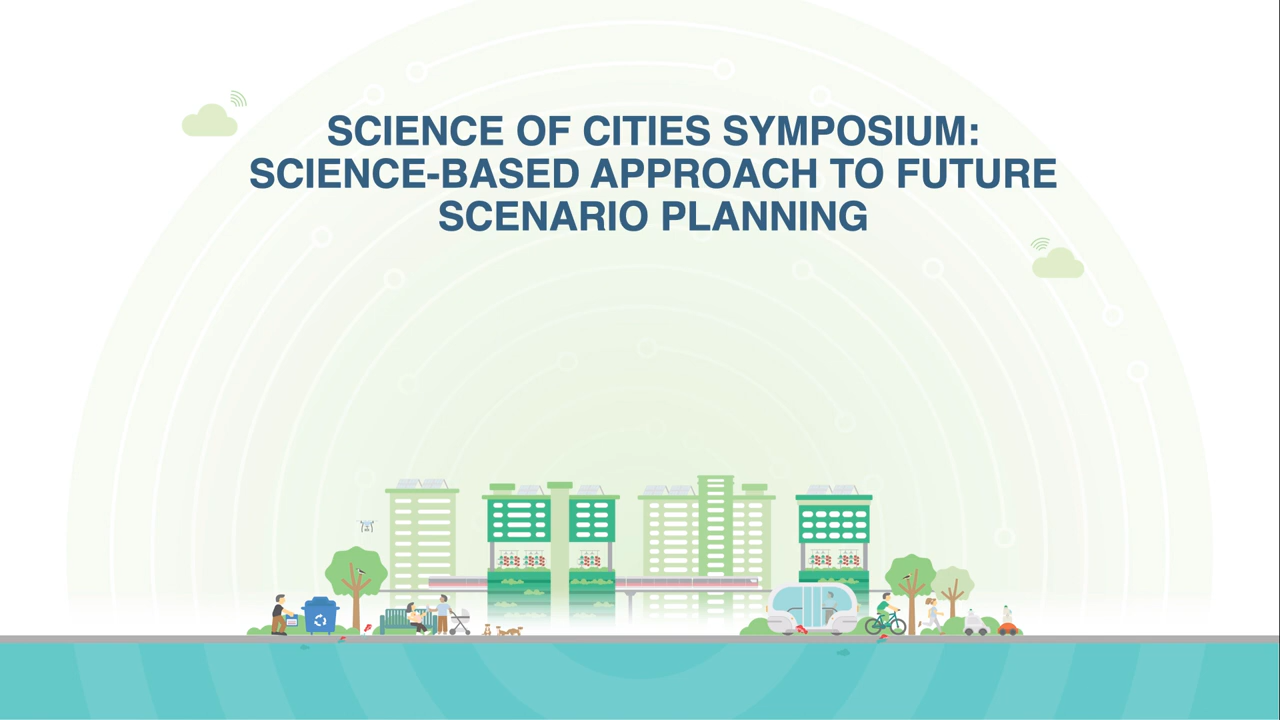 SCIENCE OF CITIES SYMPOSIUM:
SCIENCE-BASED APPROACH TO FUTURE
SCENARIO PLANNING